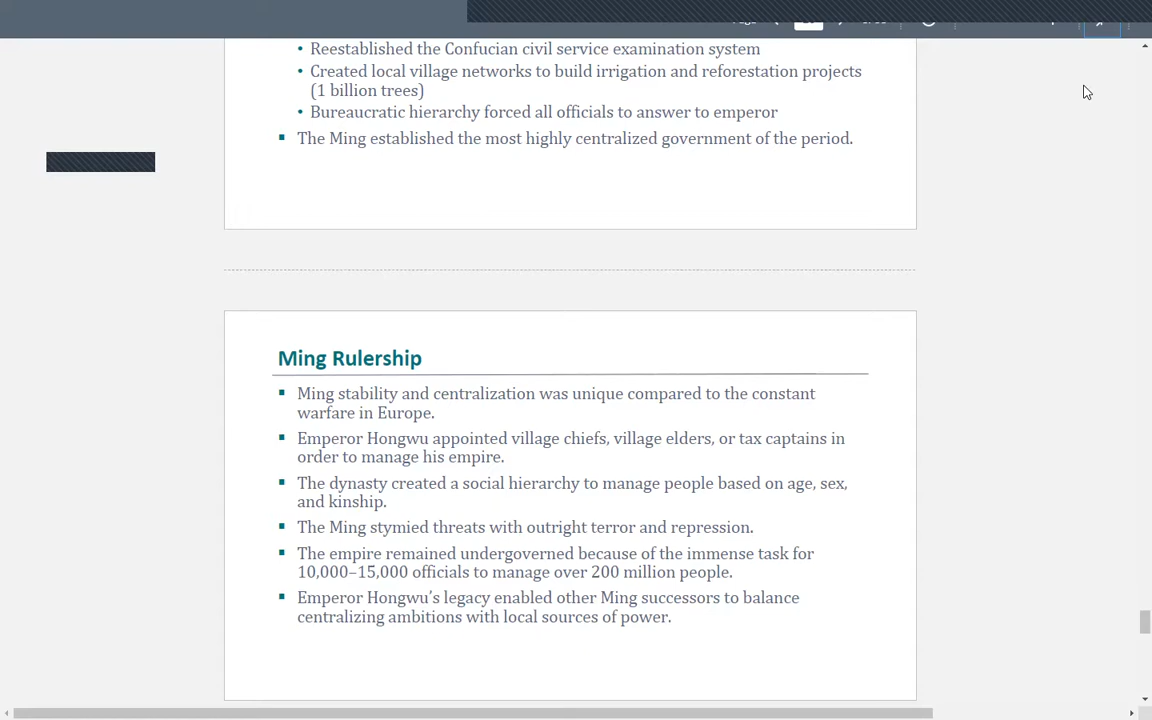 • Reestablished the Confucian civil service examination system
• Created local village networks to build irrigation and reforestation projects
(1 billion trees)
• Bureaucratic hierarchy forced all officials to answer to emperor
▪ The Ming established the most highly centralized government of the period.
Ming Rulership
▪ Ming stability and centralization was unique compared to the constant
warfare in Europe.
▪ Emperor Hongwu appointed village chiefs, village elders, or tax captains in
order to manage his empire.
▪ The dynasty created a social hierarchy to manage people based on age, sex,
and kinship.
▪ The Ming stymied threats with outright terror and repression.
▪ The empire remained undergoverned because of the immense task for
10,000–15,000 officials to manage over 200 million people.
▪ Emperor Hongwu’s legacy enabled other Ming successors to balance
centralizing ambitions with local sources of power.